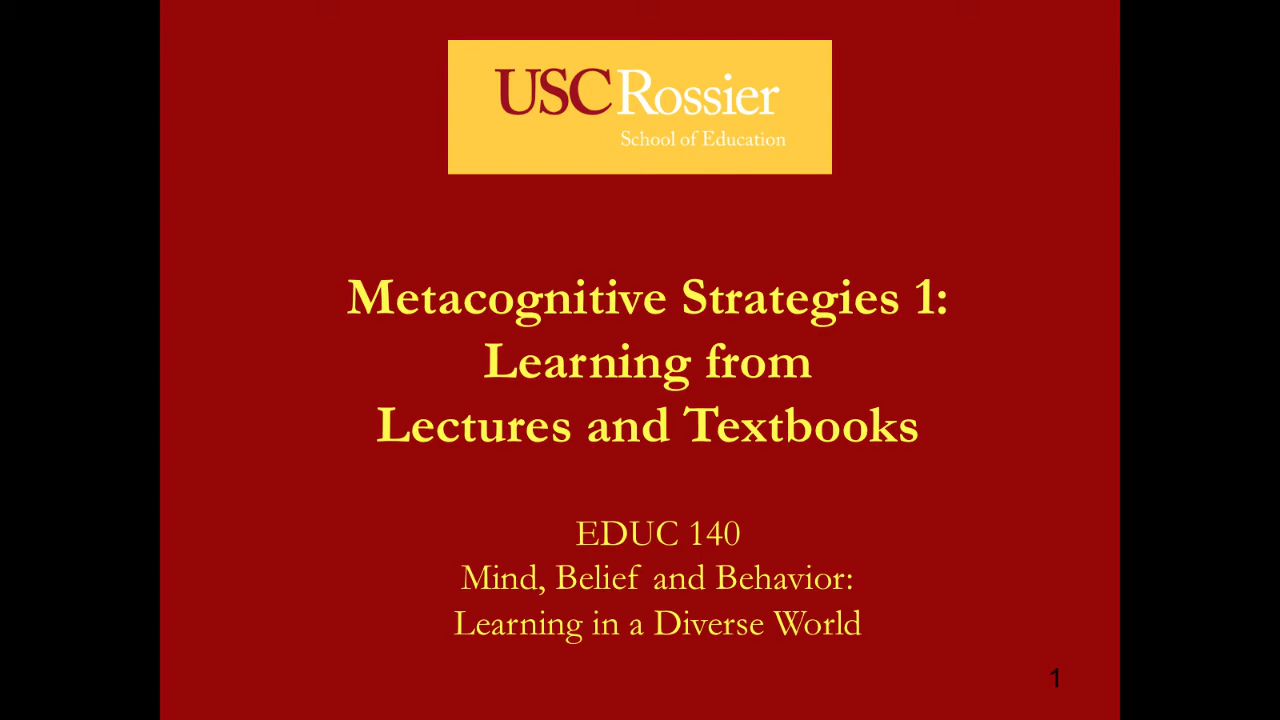 USC Rossier
School of Education
Metacognitive Strategies 1:
Learning from
Lectures and Textbooks
EDUC 140
Mind, Belief and Behavior:
Learning in a Diverse World
1